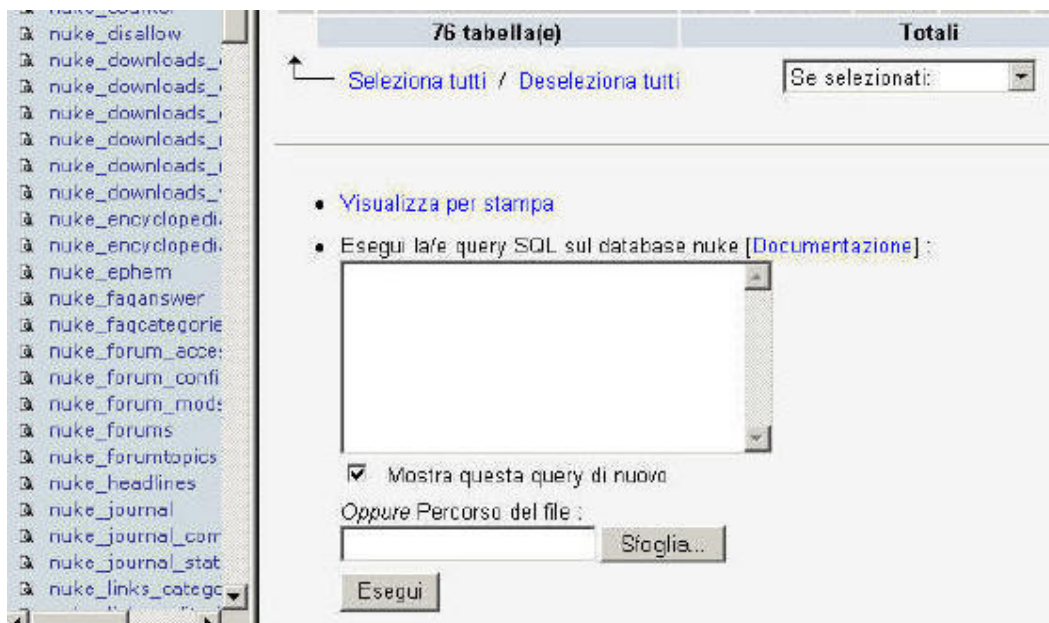 nuke_counter
nuke_disallow
nuke_downloads_
nuke_downloads_
nuke_downloads_
nuke_downloads_
nuke_downloads_
nuke_downloads_
nuke_encyclopedi
nuke_encyclopedi
nuke_ephem
nuke_faqanswer
nuke_faqcategorie
nuke_forum_acce
nuke_forum_confi
nuke_forum_mods
nuke_forums
nuke_forumtopics
nuke_headlines
nuke_journal
nuke_journal_com
nuke_journal_stat
nuke_links_catego
76 tabella(e) Totali
Seleziona tutti / Deseleziona tutti Se selezionati:
Visualizza per stampa
Esegui la/e query SQL sul database nuke [Documentazione] :
Mostra questa query di nuovo
Oppure Percorso del file :
Sfoglia...
Esegui